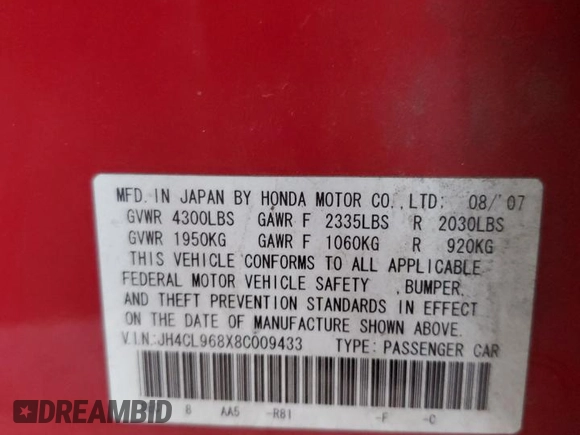 MFD. IN JAPAN BY HONDA MOTOR CO.,LTD: 08/'07
GVWR 4300LBS GAWR F 2335LBS R 2030LBS
GVWR 1950KG GAWR F 1060KG R 920KG
THIS VEHICLE CONFORMS TO ALL APPLICABLE
FEDERAL MOTOR VEHICLE SAFETY ,BUMPER,
AND THEFT PREVENTION STANDARDS IN EFFECT
ON THE DATE OF MANUFACTURE SHOWN ABOVE.
V.I.N.:JH4CL968X8C009433 TYPE: PASSENGER CAR
8 AA5 -R81 -F -C
DREAMBID